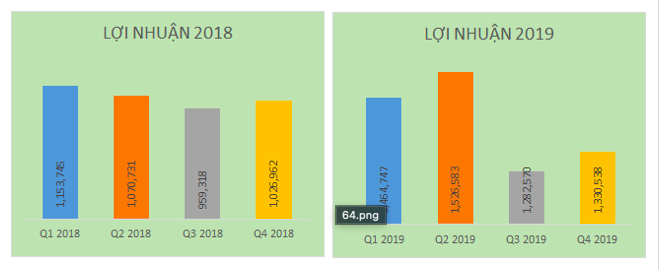 LỢI NHUẬN 2018
1,153,745
1,070,731
959,318
1,026,962
Q1 2018
Q2 2018
Q3 2018
Q4 2018
LỢI NHUẬN 2019
464,747
1,526,583
1,282,570
1,330,538
64.png
Q1 2019
Q2 2019
Q3 2019
Q4 2019